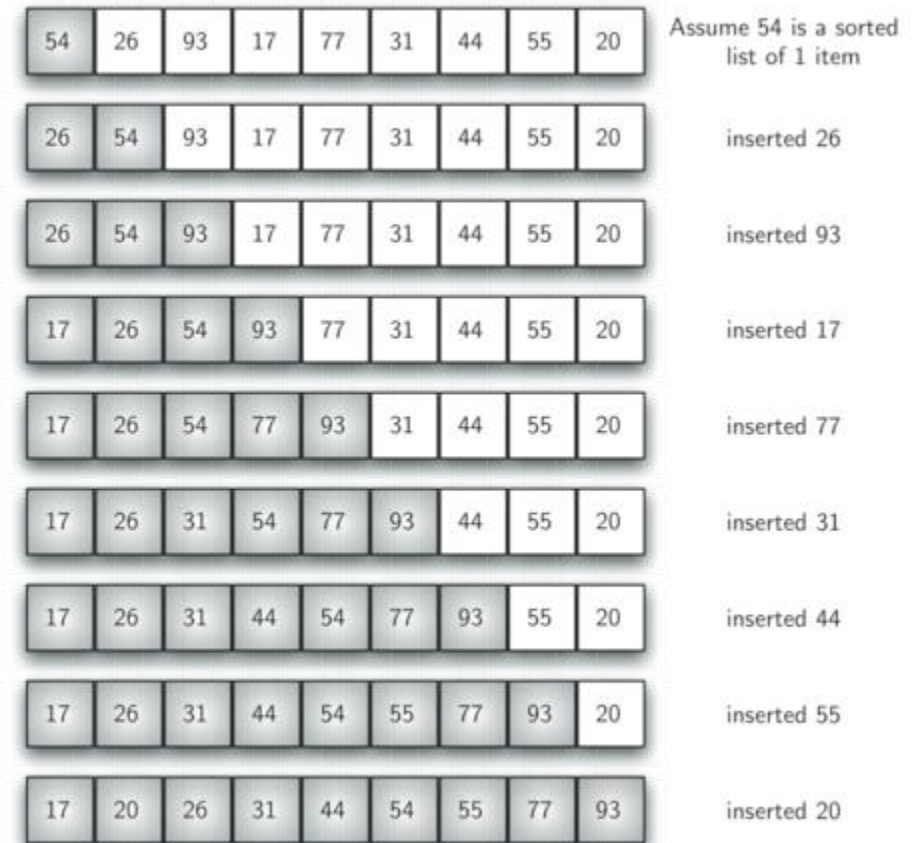 54 26 93 17 77 31 44 55 20 Assume 54 is a sorted
list of 1 item
26 54 93 17 77 31 44 55 20 inserted 26
26 54 93 17 77 31 44 55 20 inserted 93
17 26 54 93 77 31 44 55 20 inserted 17
17 26 54 77 93 31 44 55 20 inserted 77
17 26 31 54 77 93 44 55 20 inserted 31
17 26 31 44 54 77 93 55 20 inserted 44
17 26 31 44 54 55 77 93 20 inserted 55
17 20 26 31 44 54 55 77 93 inserted 20